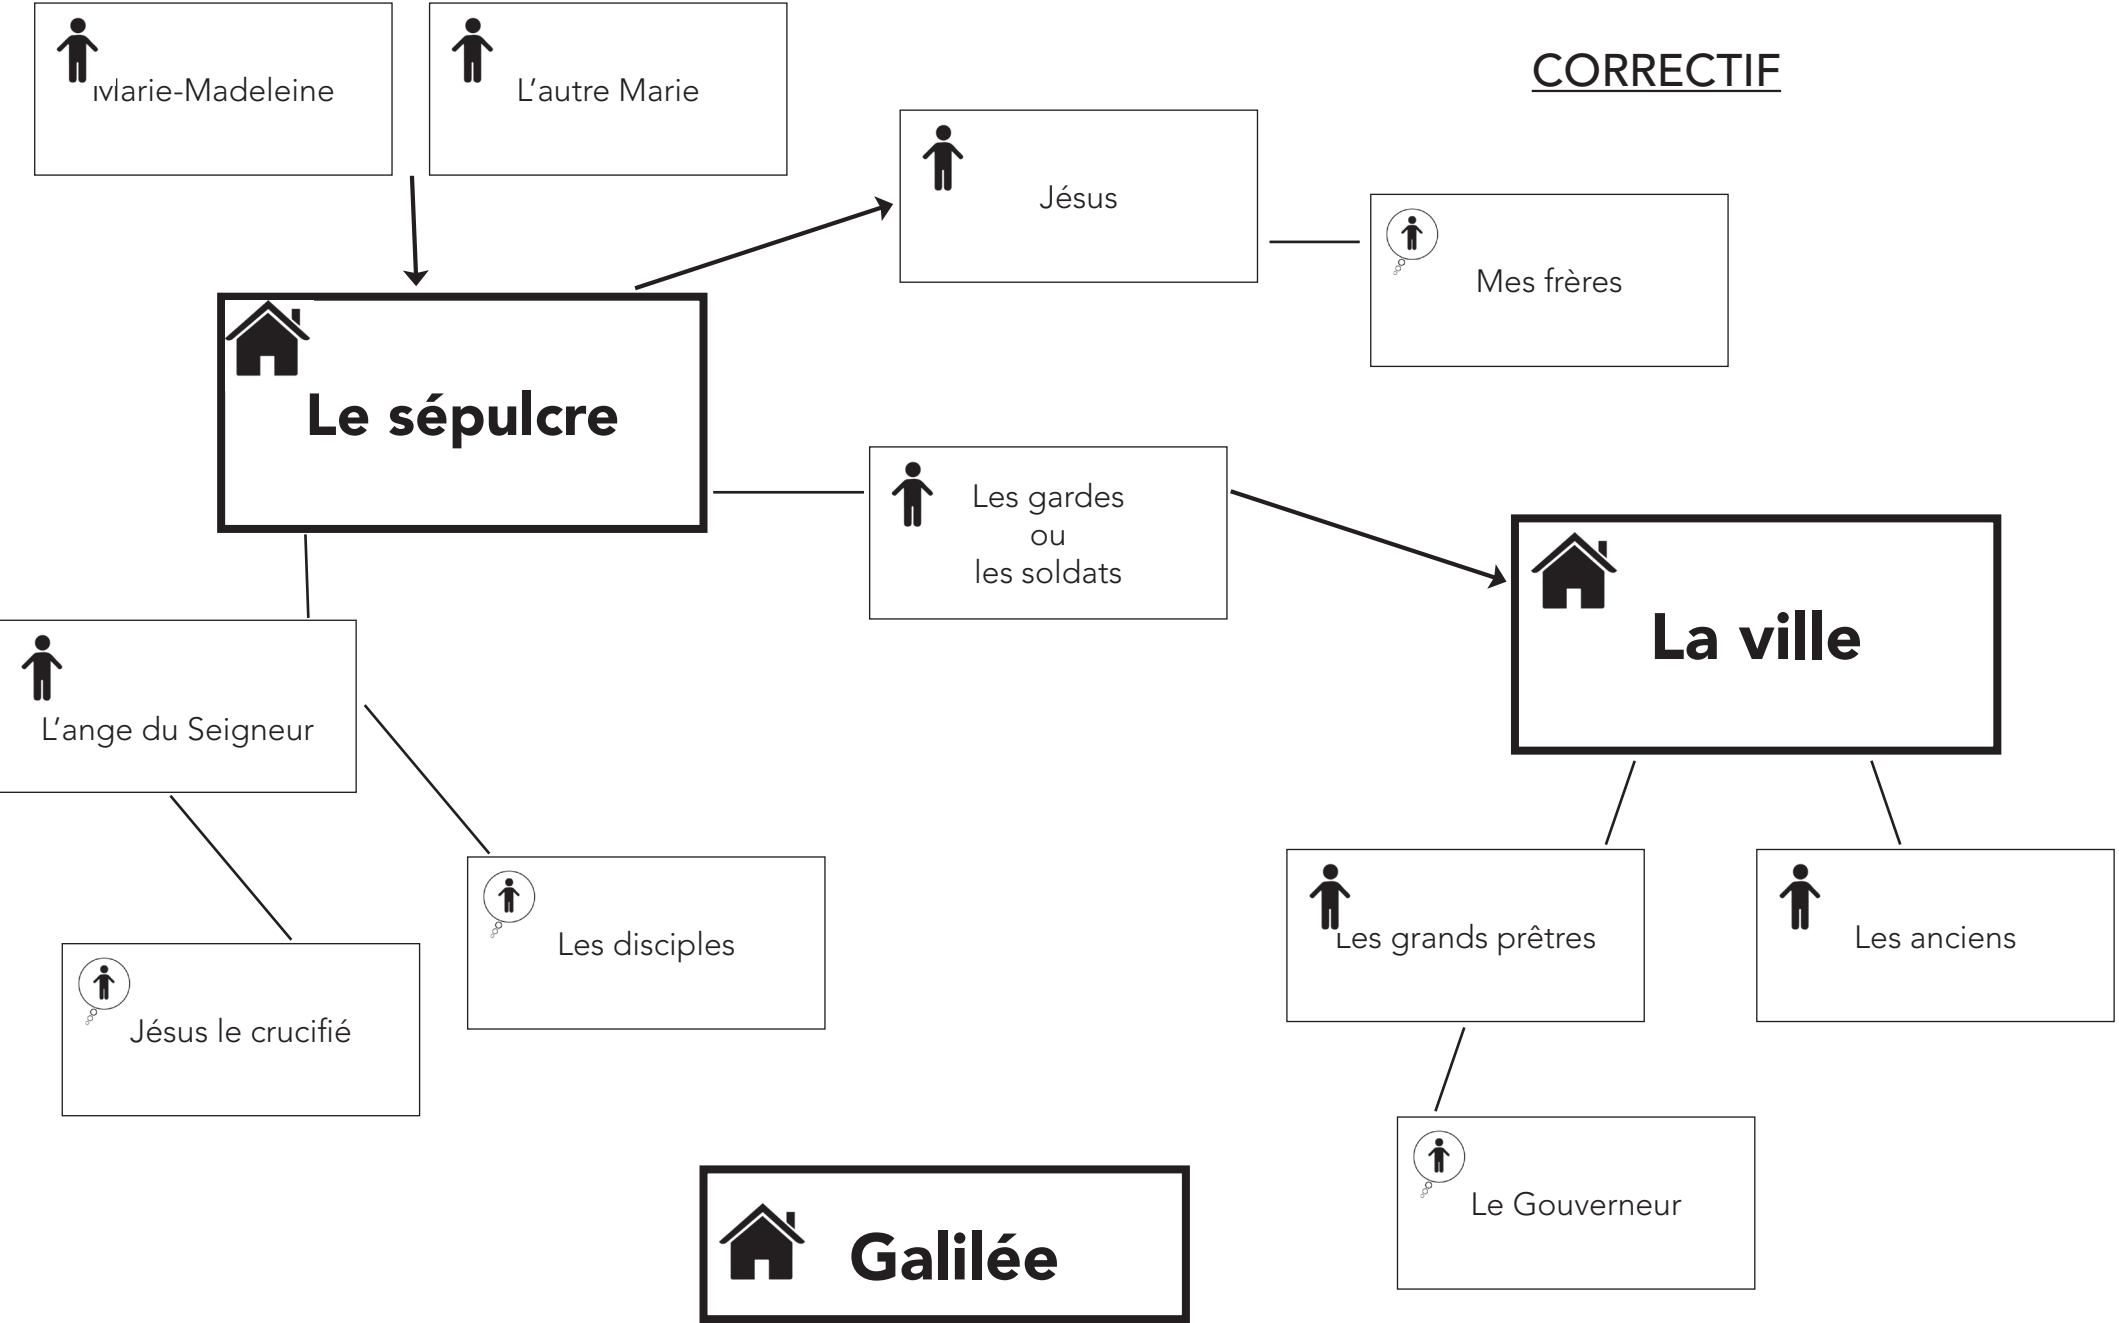 Marie-Madeleine
L'autre Marie
CORRECTIF
Jésus
Mes frères
Le sépulcre
Les gardes
ou
les soldats
La ville
L'ange du Seigneur
Les disciples
Les grands prêtres
Les anciens
Jésus le crucifié
Le Gouverneur
Galilée